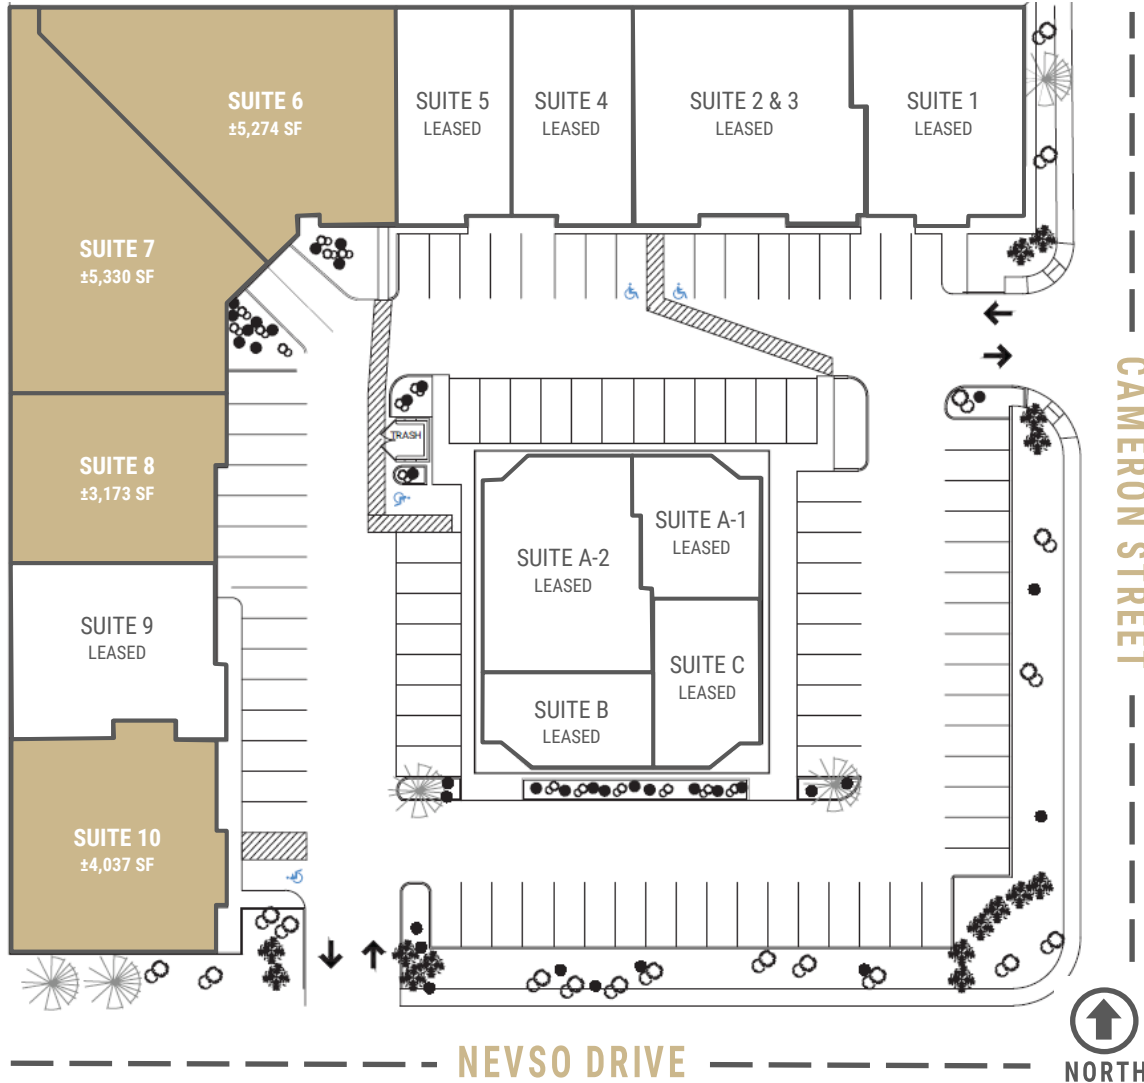 SUITE 6
±5,274 SF
SUITE 5
LEASED
SUITE 4
LEASED
SUITE 2 & 3
LEASED
SUITE 1
LEASED
SUITE 7
±5,330 SF
SUITE 8
±3,173 SF
TRASH
SUITE A-1
LEASED
SUITE A-2
LEASED
SUITE 9
LEASED
SUITE C
LEASED
SUITE B
LEASED
SUITE 10
±4,037 SF
CAMERON STREET
NEVSO DRIVE
NORTH